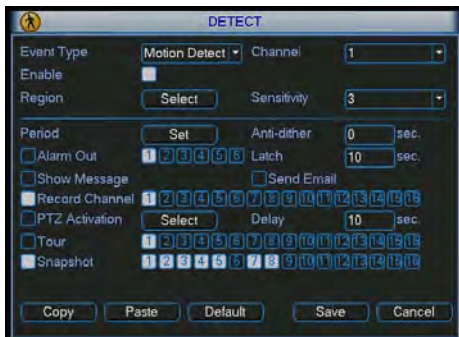 DETECT
Event Type Motion Detect Channel 1
Enable
Region Select Sensitivity 3
Period Set Anti-dither 0 sec.
Alarm Out 1 2 3 4 5 6 Latch 10 sec.
Show Message Send Email
Record Channel 1 2 3 4 5 6 7 8 9 10 11 12 13 14 15 16
PTZ Activation Select Delay 10 sec.
Tour 1 2 3 4 5 6 7 8 9 10 11 12 13 14 15 16
Snapshot 1 2 3 4 5 6 7 8 9 10 11 12 13 14 15 16
Copy Paste Default Save Cancel